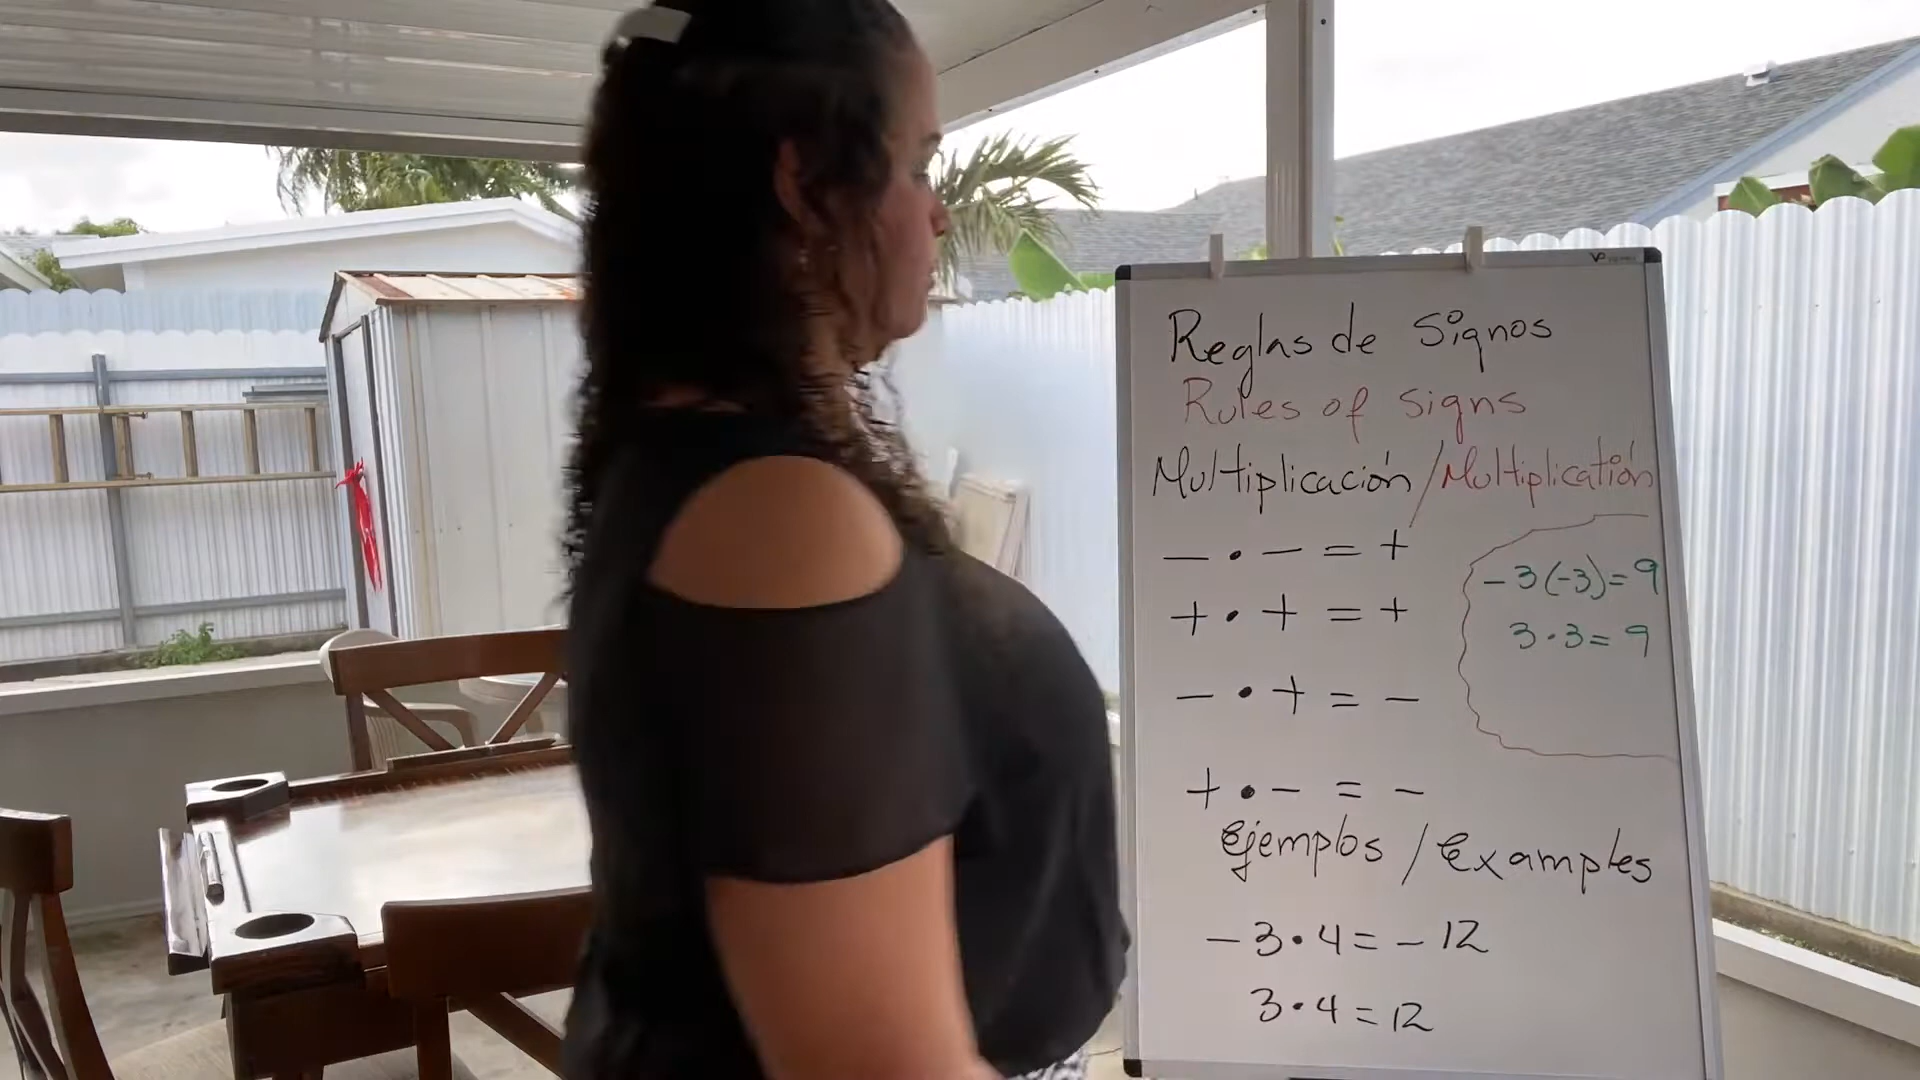 Reglas de Signos
Rules of signs
Multiplicación/Multiplicatión
− • − = +
+ • + = +
− • + = −
+ • − = −
-3(-3)=9
3·3=9
Ejemplos / Examples
-3·4=-12
3·4=12